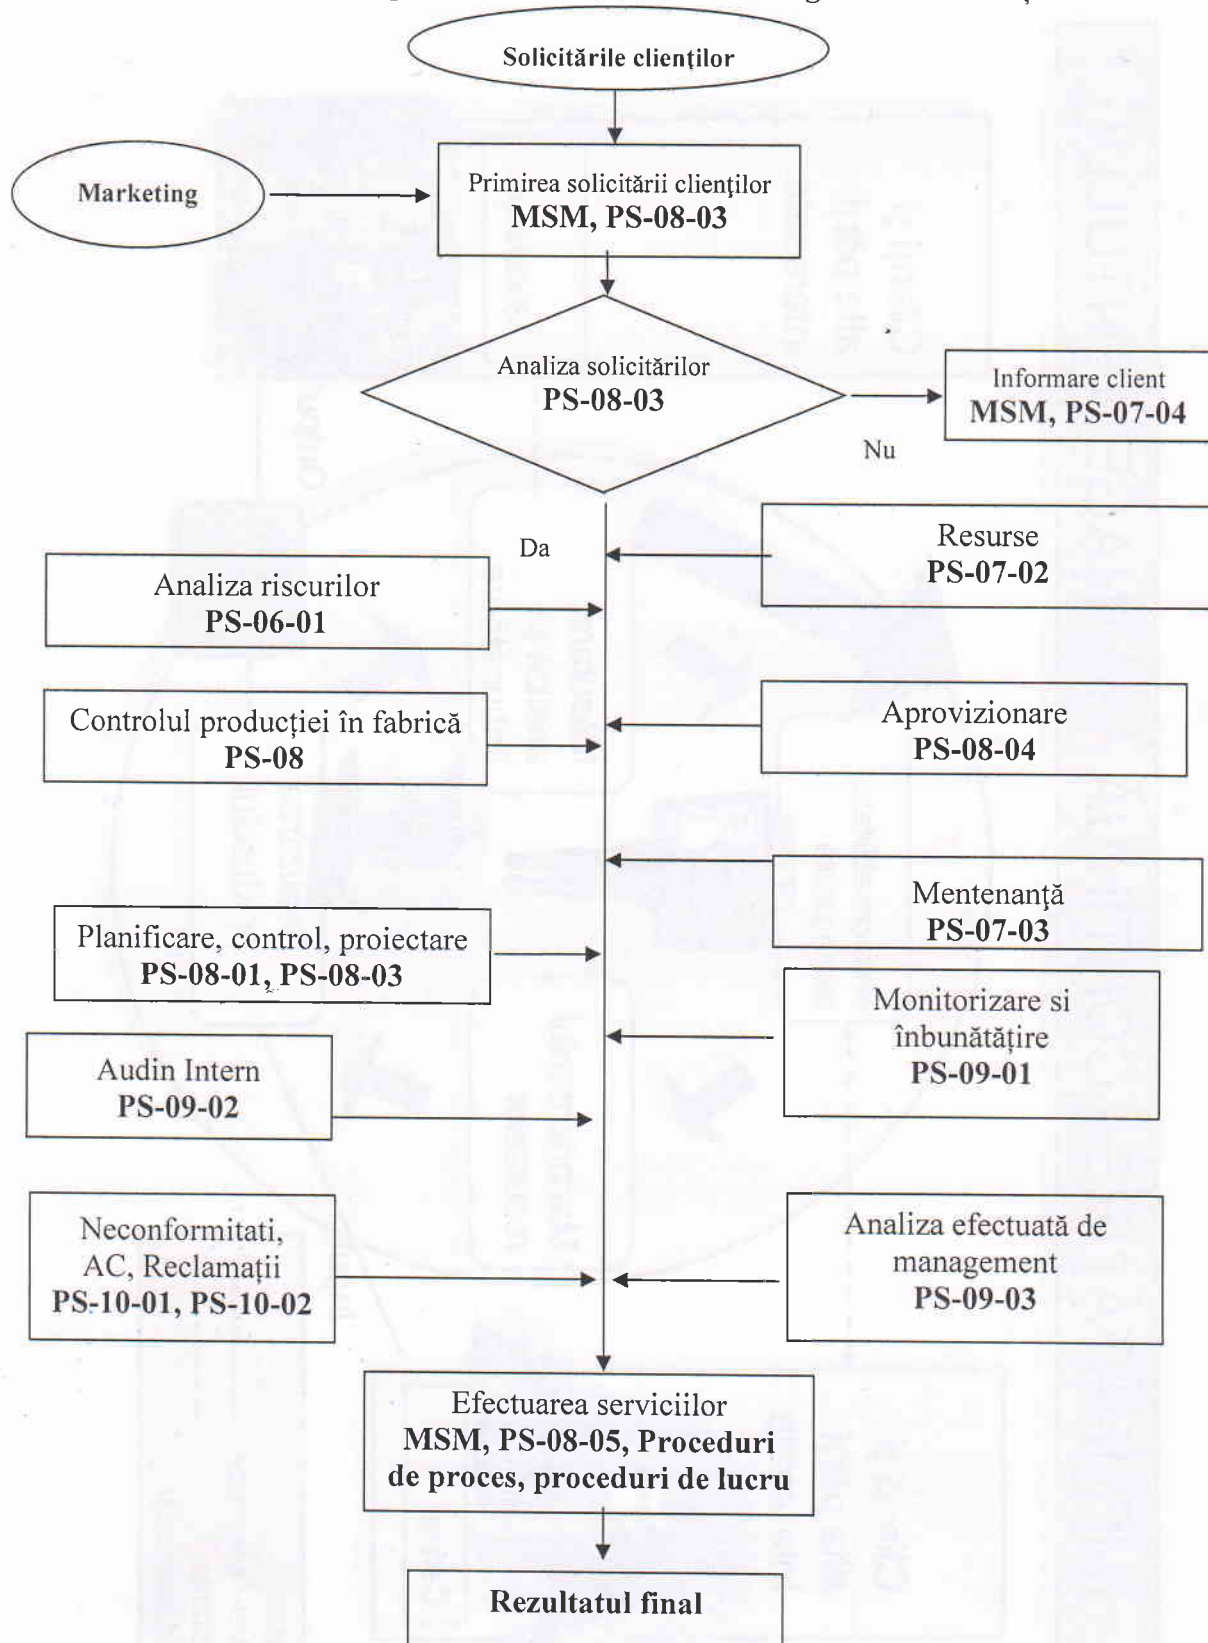 Solicitările clienţilor
Marketing
Primirea solicitării clienţilor
MSM, PS-08-03
Analiza solicitărilor
PS-08-03
Informare client
MSM, PS-07-04
Nu
Da
Resurse
PS-07-02
Analiza riscurilor
PS-06-01
Controlul producției în fabrică
PS-08
Aprovizionare
PS-08-04
Mentenanţă
PS-07-03
Planificare, control, proiectare
PS-08-01, PS-08-03
Monitorizare si
înbunătățire
PS-09-01
Audin Intern
PS-09-02
Neconformitati,
AC, Reclamații
PS-10-01, PS-10-02
Analiza efectuată de
management
PS-09-03
Efectuarea serviciilor
MSM, PS-08-05, Proceduri
de proces, proceduri de lucru
Rezultatul final